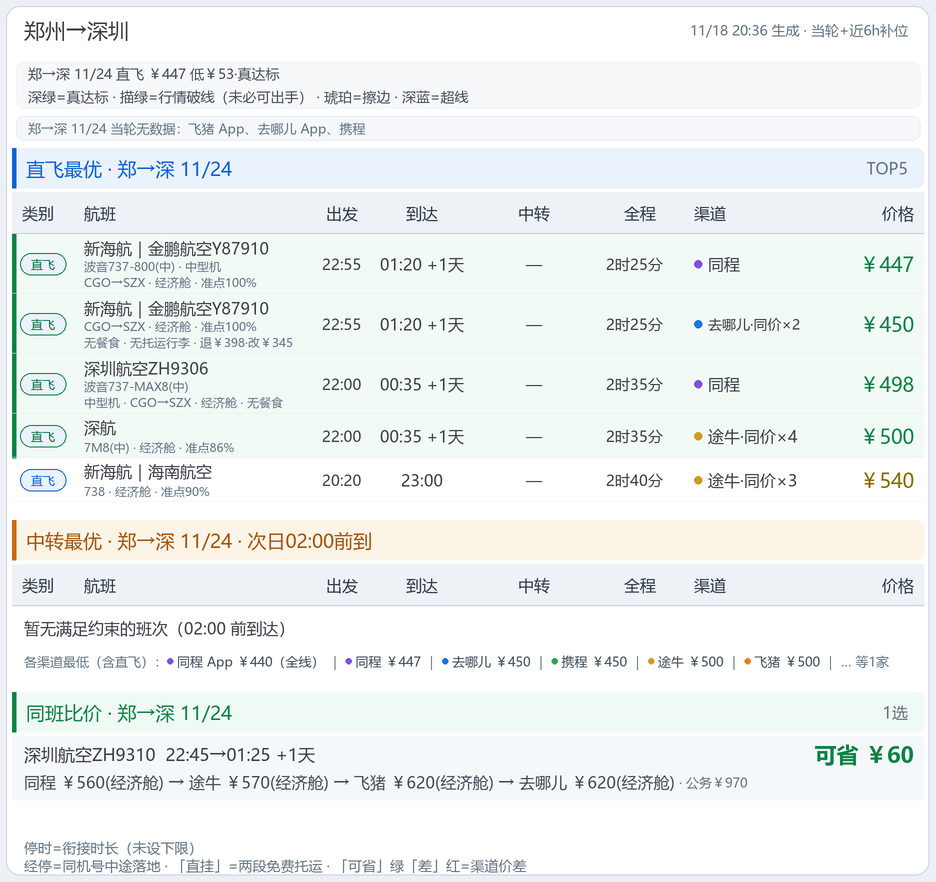 郑州→深圳
11/18 20:36 生成 · 当轮+近6h补位
郑→深 11/24 直飞 ￥447 低￥53·真达标
深绿=真达标 · 描绿=行情破线（未必可出手） · 琥珀=擦边 · 深蓝=超线
郑→深 11/24 当轮无数据：飞猪 App、去哪儿 App、携程
直飞最优 · 郑→深 11/24 TOP5
类别 航班 出发 到达 中转 全程 渠道 价格
新海航｜金鹏航空Y87910
波音737-800(中) · 中型机
CGO→SZX · 经济舱 · 准点100%
直飞 22:55 01:20 +1天 — 2时25分 同程 ￥447
新海航｜金鹏航空Y87910
CGO→SZX · 经济舱 · 准点100%
无餐食 · 无托运行李 · 退￥398·改￥345
直飞 22:55 01:20 +1天 — 2时25分 去哪儿·同价×2 ￥450
深圳航空ZH9306
波音737-MAX8(中)
中型机 · CGO→SZX · 经济舱 · 无餐食
直飞 22:00 00:35 +1天 — 2时35分 同程 ￥498
深航
7M8(中) · 经济舱 · 准点86%
直飞 22:00 00:35 +1天 — 2时35分 途牛·同价×4 ￥500
新海航｜海南航空
738 · 经济舱 · 准点90%
直飞 20:20 23:00 — 2时40分 途牛·同价×3 ￥540
中转最优 · 郑→深 11/24 · 次日02:00前到
类别 航班 出发 到达 中转 全程 渠道 价格
暂无满足约束的班次（02:00 前到达）
各渠道最低（含直飞）： 同程 App ￥440（全线） | 同程 ￥447 | 去哪儿 ￥450 | 携程 ￥450 | 途牛 ￥500 | 飞猪 ￥500 | … 等1家
同班比价 · 郑→深 11/24 1选
深圳航空ZH9310 22:45→01:25 +1天 可省 ￥60
同程 ￥560(经济舱) → 途牛 ￥570(经济舱) → 飞猪 ￥620(经济舱) → 去哪儿 ￥620(经济舱) · 公务￥970
停时=衔接时长（未设下限）
经停=同机号中途落地 · 「直挂」=两段免费托运 · 「可省」绿「差」红=渠道价差